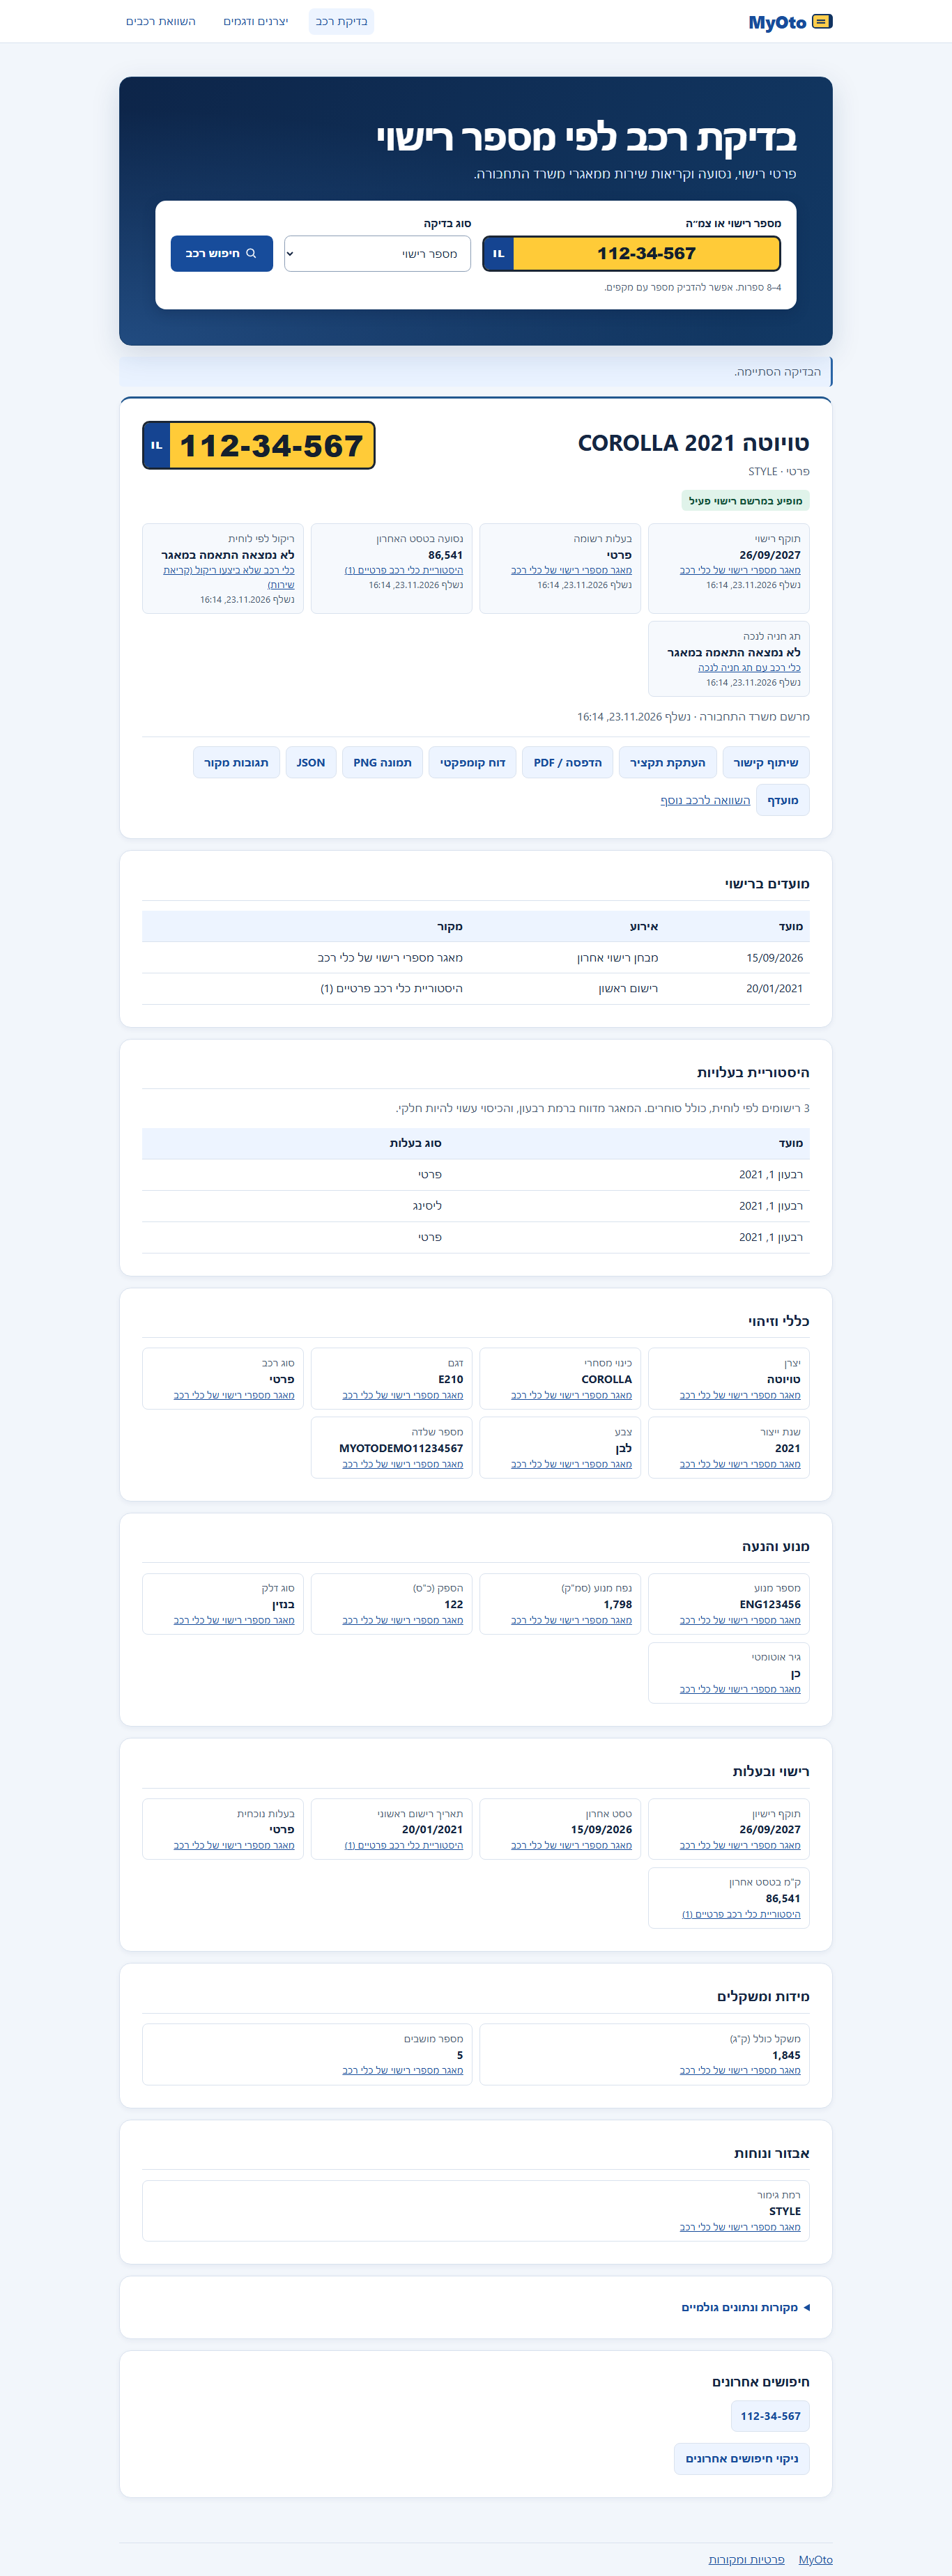 MyOto
בדיקת רכב
יצרנים ודגמים
השוואת רכבים
בדיקת רכב לפי מספר רישוי
פרטי רישוי, נסועה וקריאות שירות ממאגרי משרד התחבורה.
מספר רישוי או צמ״ה
סוג בדיקה
112-34-567
IL
מספר רישוי
חיפוש רכב
4–8 ספרות. אפשר להדביק מספר עם מקפים.
הבדיקה הסתיימה.
טויוטה COROLLA 2021
112-34-567
IL
פרטי · STYLE
מופיע במרשם רישוי פעיל
תוקף רישוי
26/09/2027
מאגר מספרי רישוי של כלי רכב
נשלף 23.11.2026, 16:14
בעלות רשומה
פרטי
מאגר מספרי רישוי של כלי רכב
נשלף 23.11.2026, 16:14
נסועה בטסט האחרון
86,541
היסטוריית כלי רכב פרטיים (1)
נשלף 23.11.2026, 16:14
ריקול לפי לוחית
לא נמצאה התאמה במאגר
כלי רכב שלא ביצעו ריקול (קריאת
שירות)
נשלף 23.11.2026, 16:14
תג חניה לנכה
לא נמצאה התאמה במאגר
כלי רכב עם תג חניה לנכה
נשלף 23.11.2026, 16:14
מרשם משרד התחבורה · נשלף 23.11.2026, 16:14
שיתוף קישור
העתקת תקציר
הדפסה / PDF
דוח קומפקטי
תמונה PNG
JSON
תגובות מקור
מועדף
השוואה לרכב נוסף
מועדים ברישוי
מועד אירוע מקור
15/09/2026 מבחן רישוי אחרון מאגר מספרי רישוי של כלי רכב
20/01/2021 רישום ראשון היסטוריית כלי רכב פרטיים (1)
היסטוריית בעלויות
3 רישומים לפי לוחית, כולל סוחרים. המאגר מדווח ברמת רבעון, והכיסוי עשוי להיות חלקי.
מועד סוג בעלות
רבעון 1, 2021 פרטי
רבעון 1, 2021 ליסינג
רבעון 1, 2021 פרטי
כללי וזיהוי
יצרן
טויוטה
מאגר מספרי רישוי של כלי רכב
כינוי מסחרי
COROLLA
מאגר מספרי רישוי של כלי רכב
דגם
E210
מאגר מספרי רישוי של כלי רכב
סוג רכב
פרטי
מאגר מספרי רישוי של כלי רכב
שנת ייצור
2021
מאגר מספרי רישוי של כלי רכב
צבע
לבן
מאגר מספרי רישוי של כלי רכב
מספר שלדה
MYOTODEMO11234567
מאגר מספרי רישוי של כלי רכב
מנוע והנעה
מספר מנוע
ENG123456
מאגר מספרי רישוי של כלי רכב
נפח מנוע (סמ"ק)
1,798
מאגר מספרי רישוי של כלי רכב
הספק (כ"ס)
122
מאגר מספרי רישוי של כלי רכב
סוג דלק
בנזין
מאגר מספרי רישוי של כלי רכב
גיר אוטומטי
כן
מאגר מספרי רישוי של כלי רכב
רישוי ובעלות
תוקף רישיון
26/09/2027
מאגר מספרי רישוי של כלי רכב
טסט אחרון
15/09/2026
מאגר מספרי רישוי של כלי רכב
תאריך רישום ראשוני
20/01/2021
היסטוריית כלי רכב פרטיים (1)
בעלות נוכחית
פרטי
מאגר מספרי רישוי של כלי רכב
ק"מ בטסט אחרון
86,541
היסטוריית כלי רכב פרטיים (1)
מידות ומשקלים
משקל כולל (ק"ג)
1,845
מאגר מספרי רישוי של כלי רכב
מספר מושבים
5
מאגר מספרי רישוי של כלי רכב
אבזור ונוחות
רמת גימור
STYLE
מאגר מספרי רישוי של כלי רכב
מקורות ונתונים גולמיים
חיפושים אחרונים
112-34-567
ניקוי חיפושים אחרונים
MyOto
פרטיות ומקורות